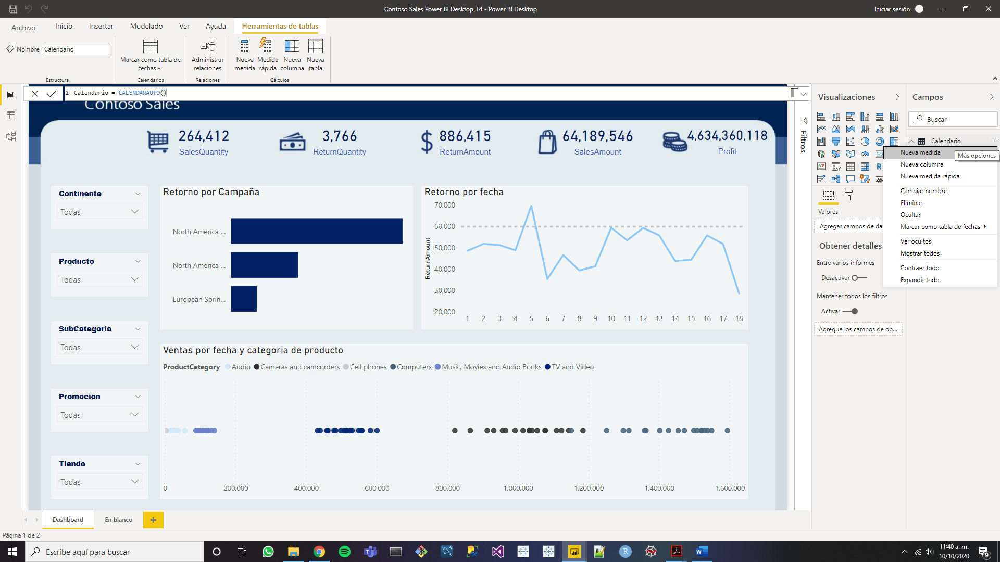 Contoso Sales Power BI Desktop_T4 - Power BI Desktop
Iniciar sesión
Archivo
Inicio
Insertar
Modelado
Ver
Ayuda
Herramientas de tablas
Nombre
Calendario
Marcar como tabla de fechas
Administrar relaciones
Nueva medida
Medida rápida
Nueva columna
Nueva tabla
Estructura
Calendarios
Relaciones
Cálculos
1 Calendario = CALENDARAUTO()
Contoso Sales
264,412
SalesQuantity
3,766
ReturnQuantity
886,415
ReturnAmount
64,189,546
SalesAmount
4,634,360,118
Profit
Continente
Todas
Producto
Todas
SubCategoria
Todas
Promocion
Todas
Tienda
Todas
Retorno por Campaña
North America ...
North America ...
European Sprin...
Retorno por fecha
ReturnAmount
70,000
60,000
50,000
40,000
30,000
20,000
1 2 3 4 5 6 7 8 9 10 11 12 13 14 15 16 17 18
Ventas por fecha y categoria de producto
ProductCategory Audio Cameras and camcorders Cell phones Computers Music, Movies and Audio Books TV and Video
0 200,000 400,000 600,000 800,000 1,000,000 1,200,000 1,400,000 1,600,000
Filtros
Visualizaciones
R
123
Valores
Agregar campos de da
Obtener detalles
Entre varios informes
Desactivar
Mantener todos los filtros
Activar
Agregue los campos de ob...
Campos
Buscar
Calendario
Más opciones
Nueva medida
Nueva columna
Nueva medida rápida
Cambiar nombre
Eliminar
Ocultar
Marcar como tabla de fechas
Ver ocultos
Mostrar todos
Contraer todo
Expandir todo
Dashboard
En blanco
Página 1 de 2
Escribe aquí para buscar
R
11:40 a. m.
10/10/2020
9